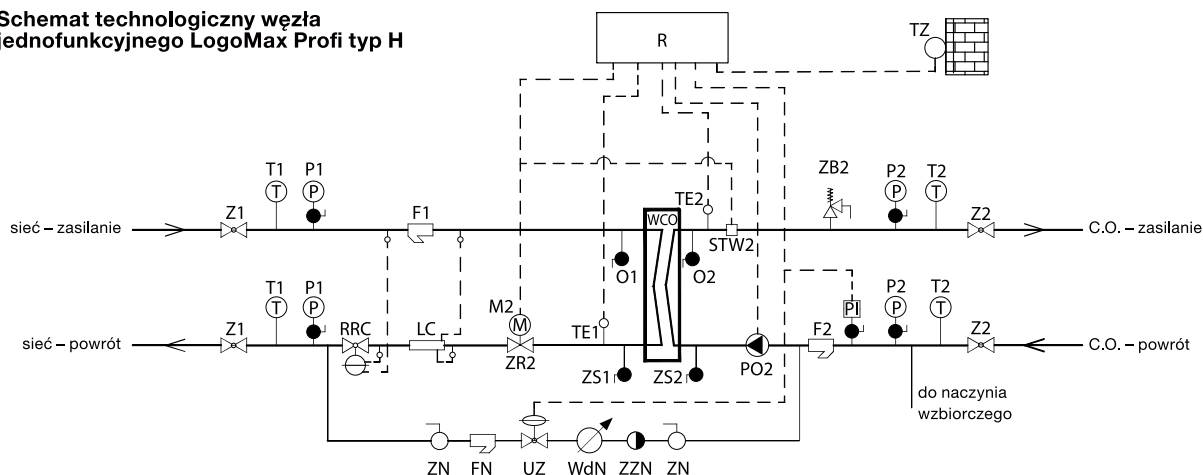 Schemat technologiczny węzła
jednofunkcyjnego LogoMax Profi typ H
R
TZ
T1
P1
ZB2
P2
T2
T
P
TE2
P
T
Z1
F1
WCO
Z2
sieć – zasilanie
C.O. – zasilanie
STW2
O1
O2
T1
P1
P2
T2
T
P
M2
PI
P
T
Z1
RRC
LC
M
TE1
F2
Z2
sieć – powrót
C.O. – powrót
ZR2
PO2
ZS1
ZS2
do naczynia
wzbiorczego
ZN
FN
UZ
WdN
ZZN
ZN